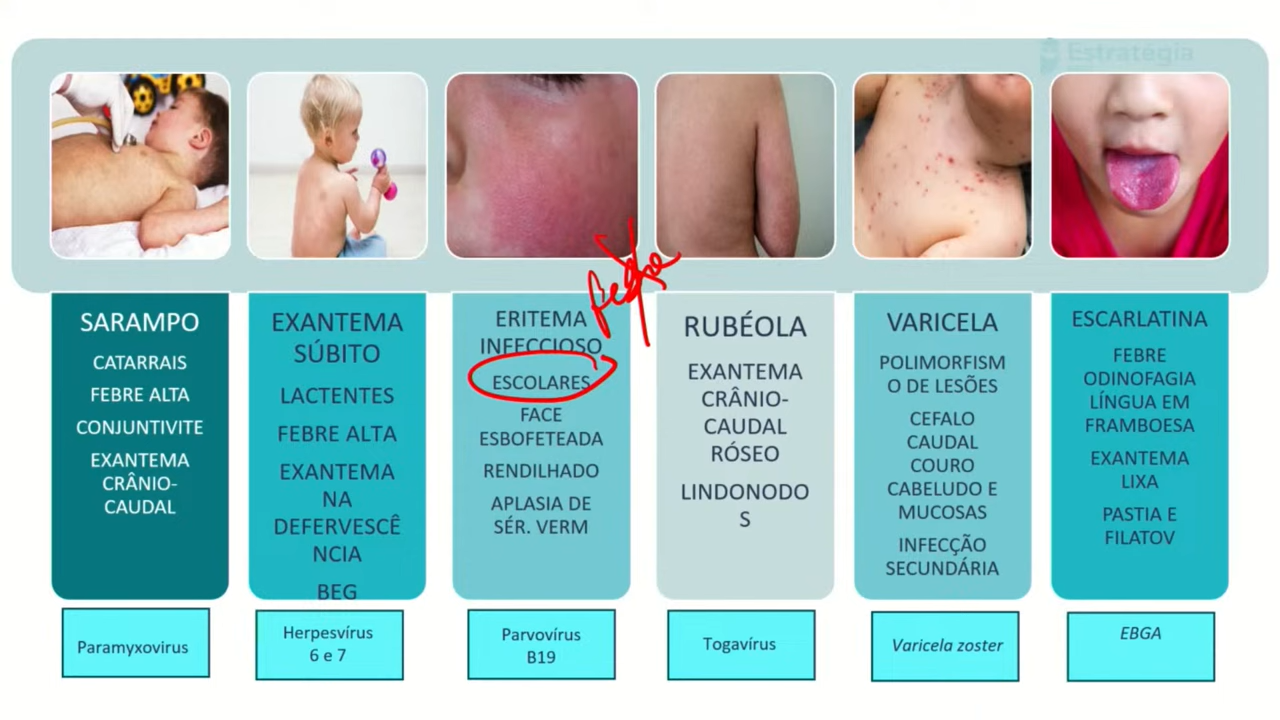 Estratégia
febre
SARAMPO
CATARRAIS
FEBRE ALTA
CONJUNTIVITE
EXANTEMA
CRÂNIO-
CAUDAL
Paramyxovirus
EXANTEMA
SÚBITO
LACTENTES
FEBRE ALTA
EXANTEMA
NA
DEFERVESCÊ
NCIA
BEG
Herpesvírus
6 e 7
ERITEMA
INFECCIOSO
ESCOLARES
FACE
ESBOFETEADA
RENDILHADO
APLASIA DE
SÉR. VERM
Parvovírus
B19
RUBÉOLA
EXANTEMA
CRÂNIO-
CAUDAL
RÓSEO
LINDONODO
S
Togavírus
VARICELA
POLIMORFISM
O DE LESÕES
CEFALO
CAUDAL
COURO
CABELUDO E
MUCOSAS
INFECÇÃO
SECUNDÁRIA
Varicela zoster
ESCARLATINA
FEBRE
ODINOFAGIA
LÍNGUA EM
FRAMBOESA
EXANTEMA
LIXA
PASTIA E
FILATOV
EBGA